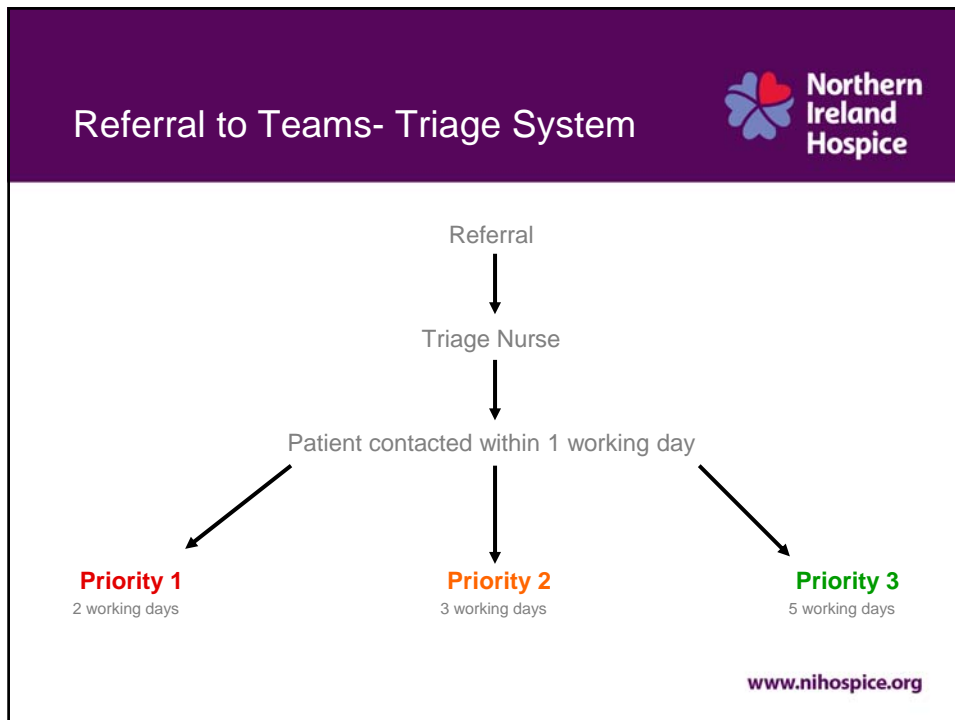 Referral to Teams- Triage System
Northern
Ireland
Hospice
Referral
Triage Nurse
Patient contacted within 1 working day
Priority 1
2 working days
Priority 2
3 working days
Priority 3
5 working days
www.nihospice.org